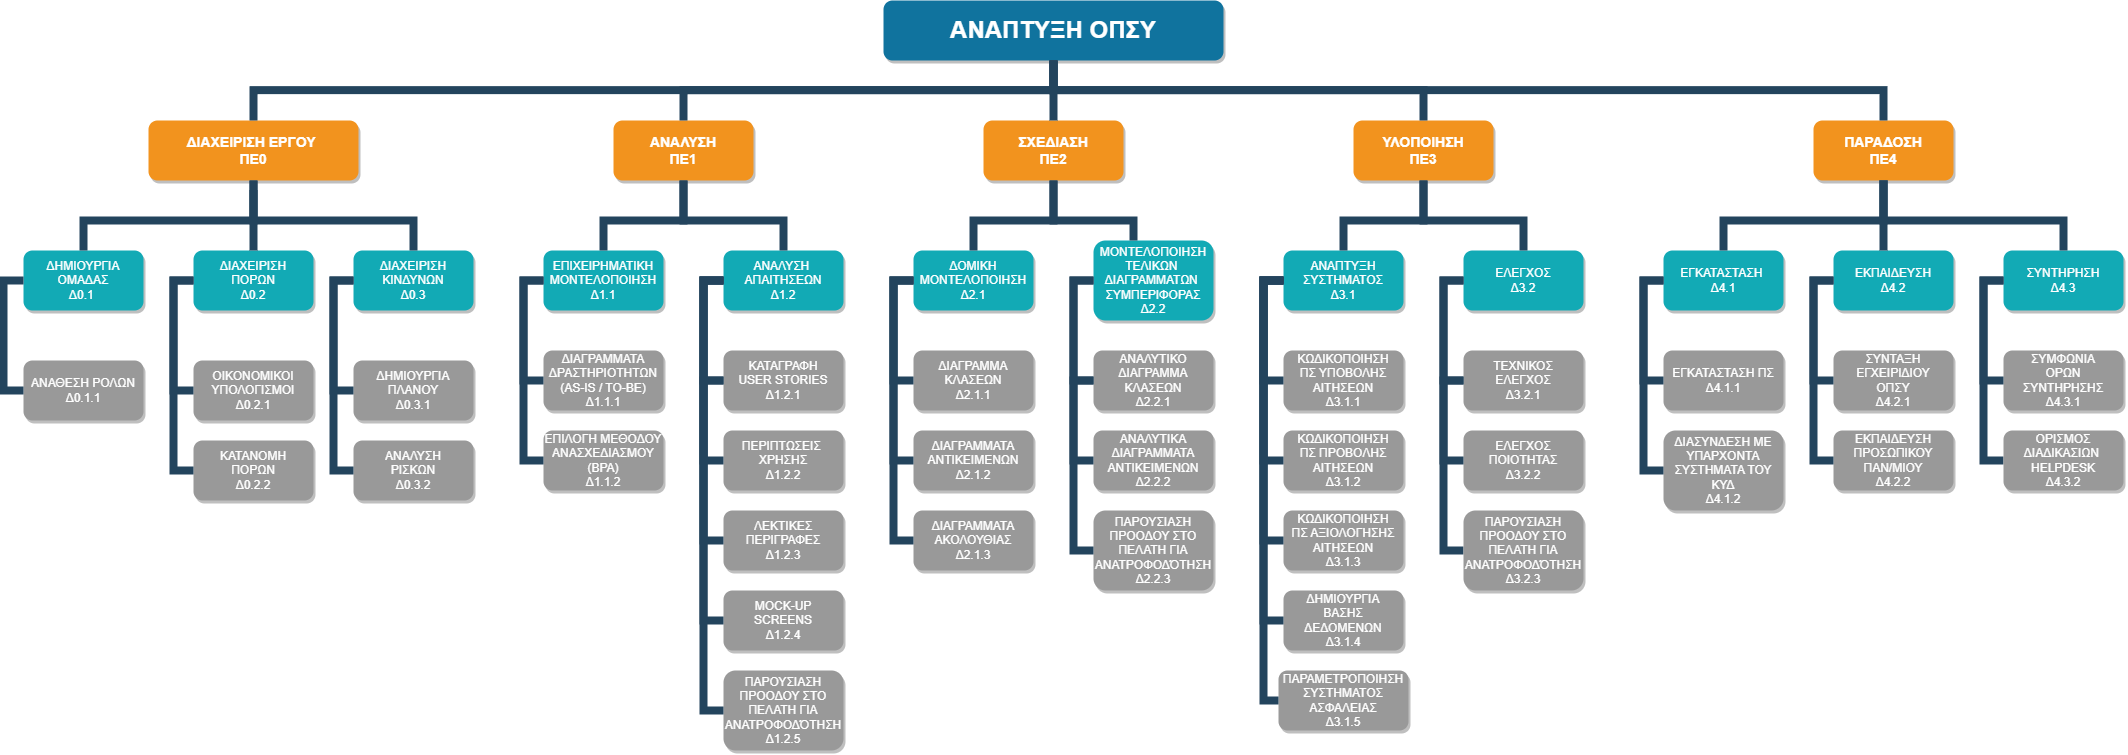 ΑΝΑΠΤΥΞΗ ΟΠΣΥ
ΔΙΑΧΕΙΡΙΣΗ ΕΡΓΟΥ
ΠΕ0
ΑΝΑΛΥΣΗ
ΠΕ1
ΣΧΕΔΙΑΣΗ
ΠΕ2
ΥΛΟΠΟΙΗΣΗ
ΠΕ3
ΠΑΡΑΔΟΣΗ
ΠΕ4
ΔΗΜΙΟΥΡΓΙΑ
ΟΜΑΔΑΣ
Δ0.1
ΔΙΑΧΕΙΡΙΣΗ
ΠΟΡΩΝ
Δ0.2
ΔΙΑΧΕΙΡΙΣΗ
ΚΙΝΔΥΝΩΝ
Δ0.3
ΕΠΙΧΕΙΡΗΜΑΤΙΚΗ
ΜΟΝΤΕΛΟΠΟΙΗΣΗ
Δ1.1
ΑΝΑΛΥΣΗ
ΑΠΑΙΤΗΣΕΩΝ
Δ1.2
ΔΟΜΙΚΗ
ΜΟΝΤΕΛΟΠΟΙΗΣΗ
Δ2.1
ΜΟΝΤΕΛΟΠΟΙΗΣΗ
ΤΕΛΙΚΩΝ
ΔΙΑΓΡΑΜΜΑΤΩΝ
ΣΥΜΠΕΡΙΦΟΡΑΣ
Δ2.2
ΑΝΑΠΤΥΞΗ
ΣΥΣΤΗΜΑΤΟΣ
Δ3.1
ΕΛΕΓΧΟΣ
Δ3.2
ΕΓΚΑΤΑΣΤΑΣΗ
Δ4.1
ΕΚΠΑΙΔΕΥΣΗ
Δ4.2
ΣΥΝΤΗΡΗΣΗ
Δ4.3
ΑΝΑΘΕΣΗ ΡΟΛΩΝ
Δ0.1.1
ΟΙΚΟΝΟΜΙΚΟΙ
ΥΠΟΛΟΓΙΣΜΟΙ
Δ0.2.1
ΚΑΤΑΝΟΜΗ
ΠΟΡΩΝ
Δ0.2.2
ΔΗΜΙΟΥΡΓΙΑ
ΠΛΑΝΟΥ
Δ0.3.1
ΑΝΑΛΥΣΗ
ΡΙΣΚΩΝ
Δ0.3.2
ΔΙΑΓΡΑΜΜΑΤΑ
ΔΡΑΣΤΗΡΙΟΤΗΤΩΝ
(AS-IS / TO-BE)
Δ1.1.1
ΕΠΙΛΟΓΗ ΜΕΘΟΔΟΥ
ΑΝΑΣΧΕΔΙΑΣΜΟΥ
(BPA)
Δ1.1.2
ΚΑΤΑΓΡΑΦΗ
USER STORIES
Δ1.2.1
ΠΕΡΙΠΤΩΣΕΙΣ
ΧΡΗΣΗΣ
Δ1.2.2
ΛΕΚΤΙΚΕΣ
ΠΕΡΙΓΡΑΦΕΣ
Δ1.2.3
MOCK-UP
SCREENS
Δ1.2.4
ΠΑΡΟΥΣΙΑΣΗ
ΠΡΟΟΔΟΥ ΣΤΟ
ΠΕΛΑΤΗ ΓΙΑ
ΑΝΑΤΡΟΦΟΔΌΤΗΣΗ
Δ1.2.5
ΔΙΑΓΡΑΜΜΑ
ΚΛΑΣΕΩΝ
Δ2.1.1
ΔΙΑΓΡΑΜΜΑΤΑ
ΑΝΤΙΚΕΙΜΕΝΩΝ
Δ2.1.2
ΔΙΑΓΡΑΜΜΑΤΑ
ΑΚΟΛΟΥΘΙΑΣ
Δ2.1.3
ΑΝΑΛΥΤΙΚΟ
ΔΙΑΓΡΑΜΜΑ
ΚΛΑΣΕΩΝ
Δ2.2.1
ΑΝΑΛΥΤΙΚΑ
ΔΙΑΓΡΑΜΜΑΤΑ
ΑΝΤΙΚΕΙΜΕΝΩΝ
Δ2.2.2
ΠΑΡΟΥΣΙΑΣΗ
ΠΡΟΟΔΟΥ ΣΤΟ
ΠΕΛΑΤΗ ΓΙΑ
ΑΝΑΤΡΟΦΟΔΌΤΗΣΗ
Δ2.2.3
ΚΩΔΙΚΟΠΟΙΗΣΗ
ΠΣ ΥΠΟΒΟΛΗΣ
ΑΙΤΗΣΕΩΝ
Δ3.1.1
ΚΩΔΙΚΟΠΟΙΗΣΗ
ΠΣ ΠΡΟΒΟΛΗΣ
ΑΙΤΗΣΕΩΝ
Δ3.1.2
ΚΩΔΙΚΟΠΟΙΗΣΗ
ΠΣ ΑΞΙΟΛΟΓΗΣΗΣ
ΑΙΤΗΣΕΩΝ
Δ3.1.3
ΔΗΜΙΟΥΡΓΙΑ
ΒΑΣΗΣ
ΔΕΔΟΜΕΝΩΝ
Δ3.1.4
ΠΑΡΑΜΕΤΡΟΠΟΙΗΣΗ
ΣΥΣΤΗΜΑΤΟΣ
ΑΣΦΑΛΕΙΑΣ
Δ3.1.5
ΤΕΧΝΙΚΟΣ
ΕΛΕΓΧΟΣ
Δ3.2.1
ΕΛΕΓΧΟΣ
ΠΟΙΟΤΗΤΑΣ
Δ3.2.2
ΠΑΡΟΥΣΙΑΣΗ
ΠΡΟΟΔΟΥ ΣΤΟ
ΠΕΛΑΤΗ ΓΙΑ
ΑΝΑΤΡΟΦΟΔΌΤΗΣΗ
Δ3.2.3
ΕΓΚΑΤΑΣΤΑΣΗ ΠΣ
Δ4.1.1
ΔΙΑΣΥΝΔΕΣΗ ΜΕ
ΥΠΑΡΧΟΝΤΑ
ΣΥΣΤΗΜΑΤΑ ΤΟΥ
ΚΥΔ
Δ4.1.2
ΣΥΝΤΑΞΗ
ΕΓΧΕΙΡΙΔΙΟΥ
ΟΠΣΥ
Δ4.2.1
ΕΚΠΑΙΔΕΥΣΗ
ΠΡΟΣΩΠΙΚΟΥ
ΠΑΝ/ΜΙΟΥ
Δ4.2.2
ΣΥΜΦΩΝΙΑ
ΟΡΩΝ
ΣΥΝΤΗΡΗΣΗΣ
Δ4.3.1
ΟΡΙΣΜΟΣ
ΔΙΑΔΙΚΑΣΙΩΝ
HELPDESK
Δ4.3.2